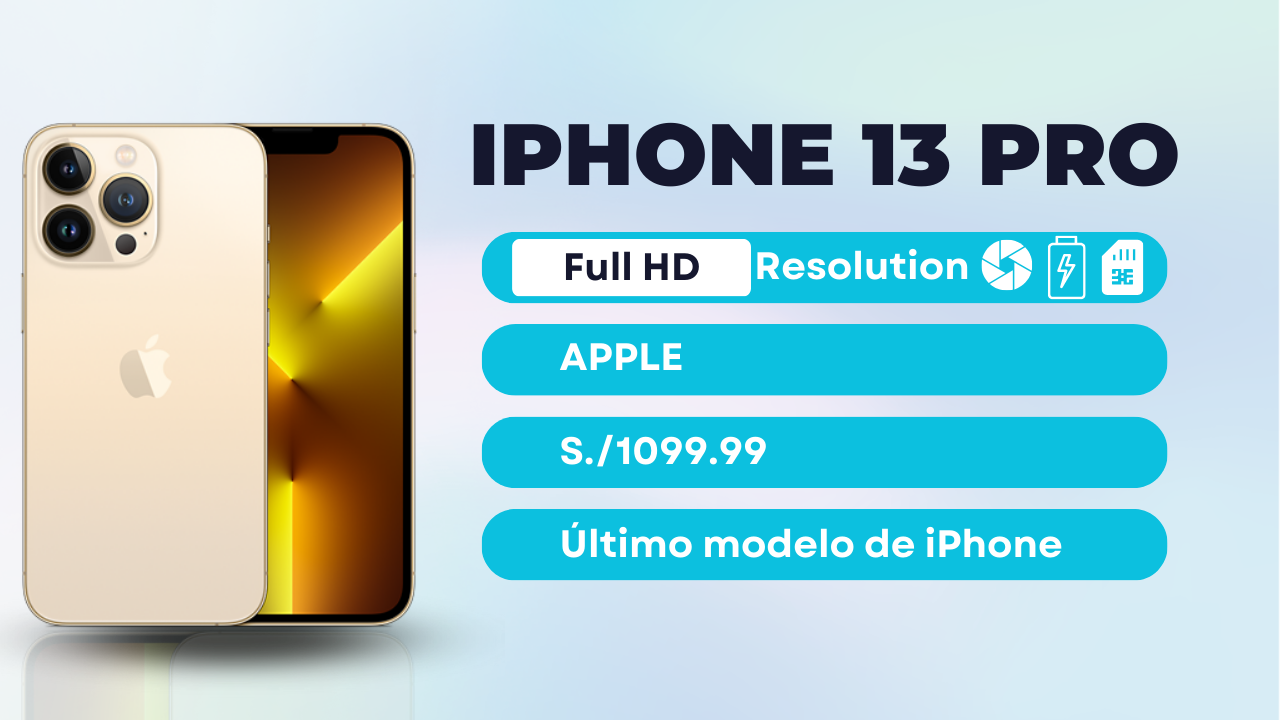 IPHONE 13 PRO
Full HD Resolution
APPLE
S./1099.99
Último modelo de iPhone